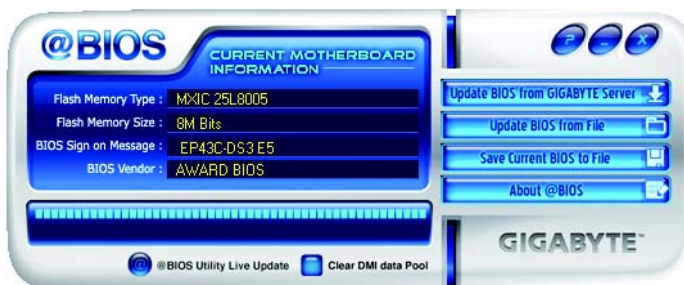 @BIOS
CURRENT MOTHERBOARD
INFORMATION
Flash Memory Type : MXIC 25L8005
Flash Memory Size : 8M Bits
BIOS Sign on Message : EP43C-DS3 E5
BIOS Vendor : AWARD BIOS
@BIOS Utility Live Update
Clear DMI data Pool
? - X
Update BIOS from GIGABYTE Server
Update BIOS from File
Save Current BIOS to File
About @BIOS
GIGABYTE™